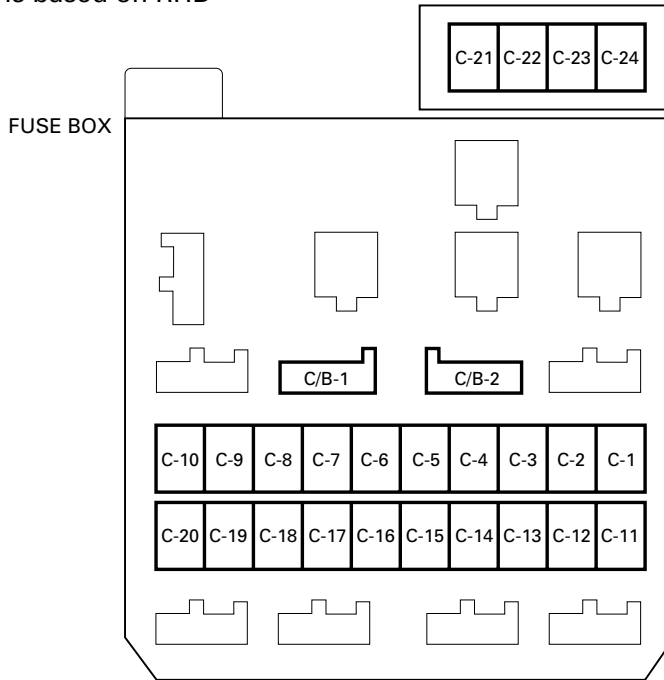 is based on RHD
C-21 C-22 C-23 C-24
FUSE BOX
C/B-1 C/B-2
C-10 C-9 C-8 C-7 C-6 C-5 C-4 C-3 C-2 C-1
C-20 C-19 C-18 C-17 C-16 C-15 C-14 C-13 C-12 C-11